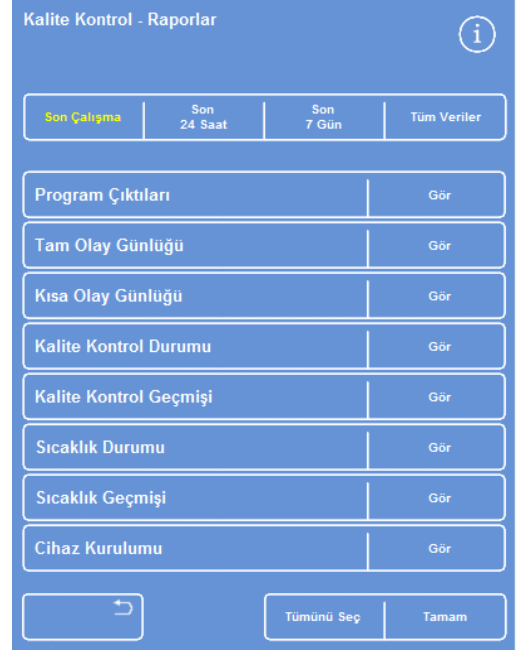 Kalite Kontrol - Raporlar
i
Son Çalışma
Son
24 Saat
Son
7 Gün
Tüm Veriler
Program Çıktıları
Gör
Tam Olay Günlüğü
Gör
Kısa Olay Günlüğü
Gör
Kalite Kontrol Durumu
Gör
Kalite Kontrol Geçmişi
Gör
Sıcaklık Durumu
Gör
Sıcaklık Geçmişi
Gör
Cihaz Kurulumu
Gör
Tümünü Seç
Tamam